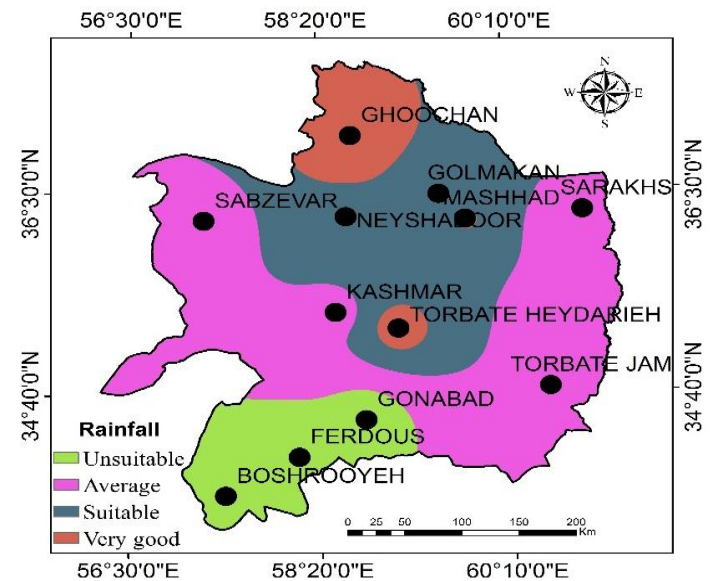 56°30'0"E 58°20'0"E 60°10'0"E
N
W E
S
GHOOCHAN
GOLMAKAN
36°30'0"N
SABZEVAR
MASHHAD
SARAKHS
36°30'0"N
NEYSHABOOR
KASHMAR
TORBATE HEYDARIEH
TORBATE JAM
34°40'0"N
GONABAD
34°40'0"N
Rainfall
FERDOUS
Unsuitable
BOSHROOYEH
Average
Suitable
Very good
0 25 50 100 150 200
Km
56°30'0"E 58°20'0"E 60°10'0"E